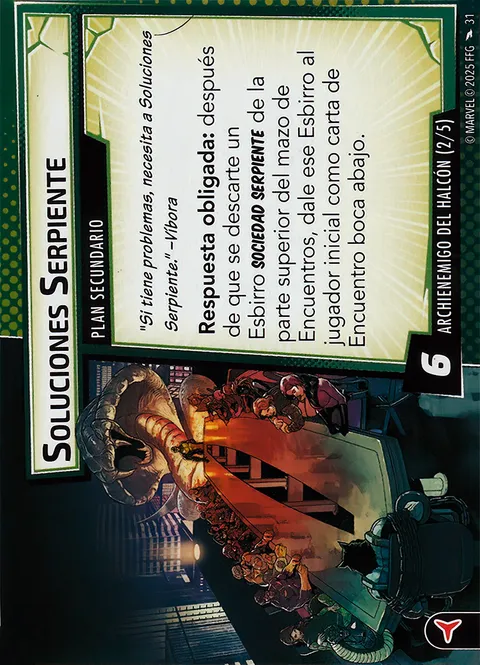 SOLUCIONES SERPIENTE
PLAN SECUNDARIO
"Si tiene problemas, necesita a Soluciones
Serpiente." –Víbora
Respuesta obligada: después
de que se descarte un
Esbirro SOCIEDAD SERPIENTE de la
parte superior del mazo de
Encuentros, dale ese Esbirro al
jugador inicial como carta de
Encuentro boca abajo.
6
ARCHIENEMIGO DEL HALCÓN (2/5)
© MARVEL © 2025 FFG 31